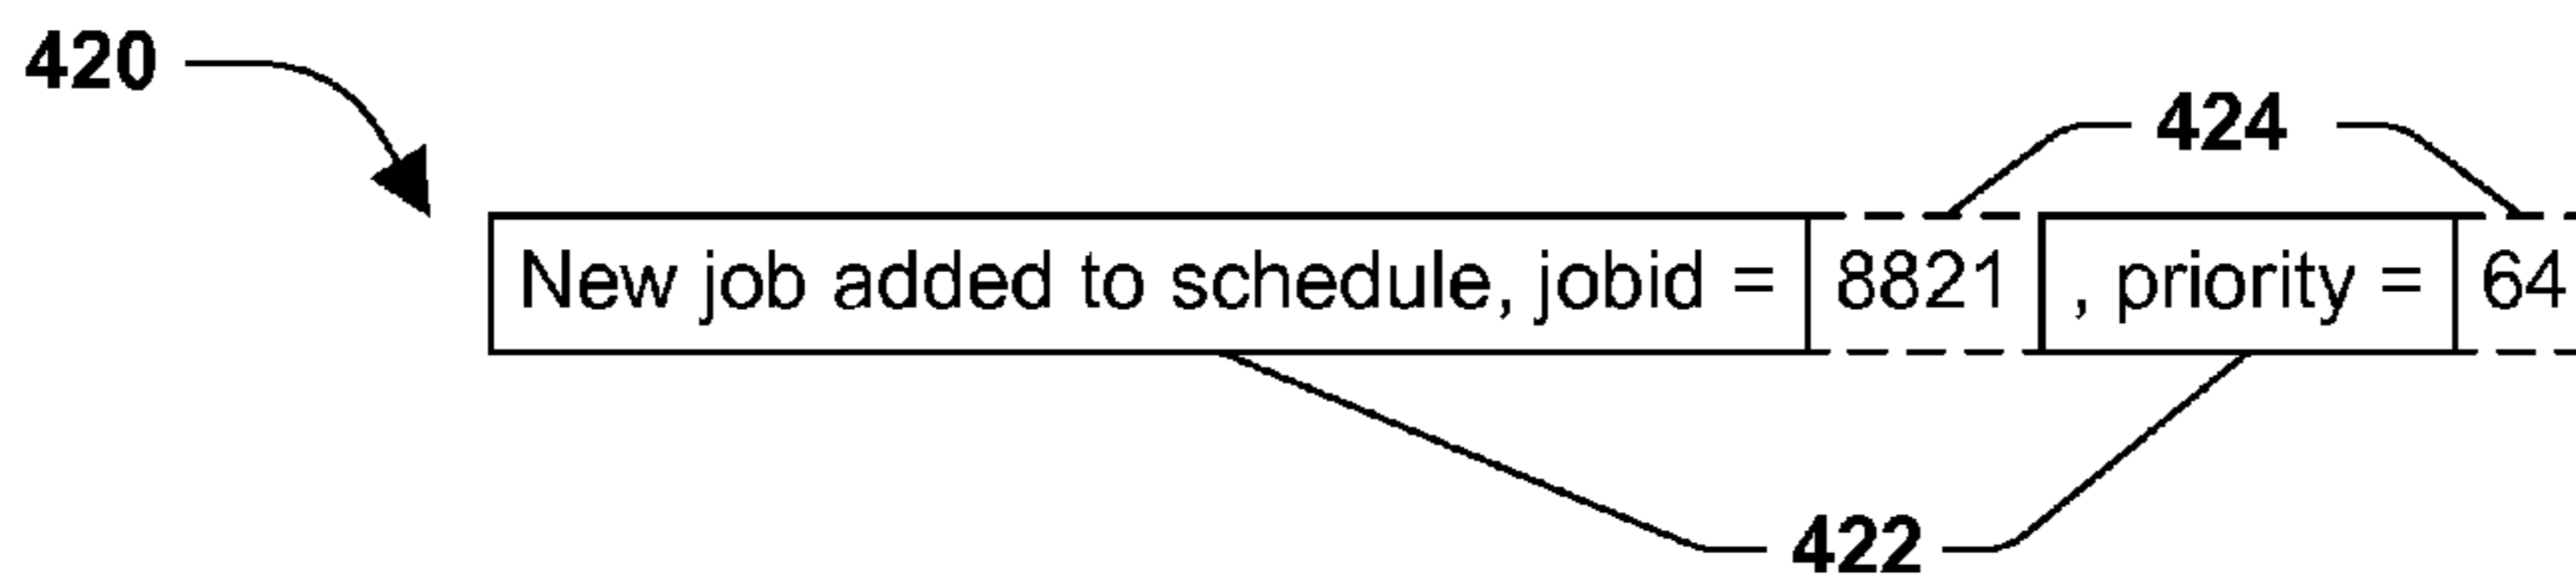 420
424
New job added to schedule, jobid = 8821 , priority = 64
422